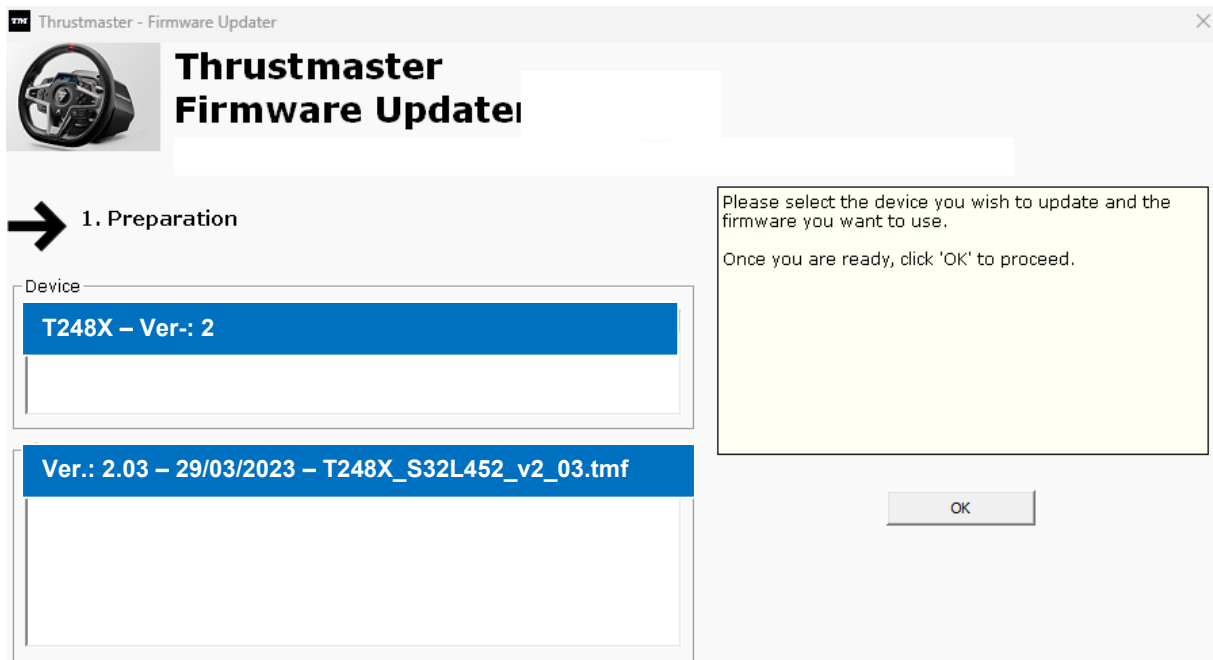 TM Thrustmaster - Firmware Updater
Thrustmaster
Firmware Updater
1. Preparation
Please select the device you wish to update and the
firmware you want to use.
Once you are ready, click 'OK' to proceed.
Device
T248X – Ver-: 2
Ver.: 2.03 – 29/03/2023 – T248X_S32L452_v2_03.tmf
OK